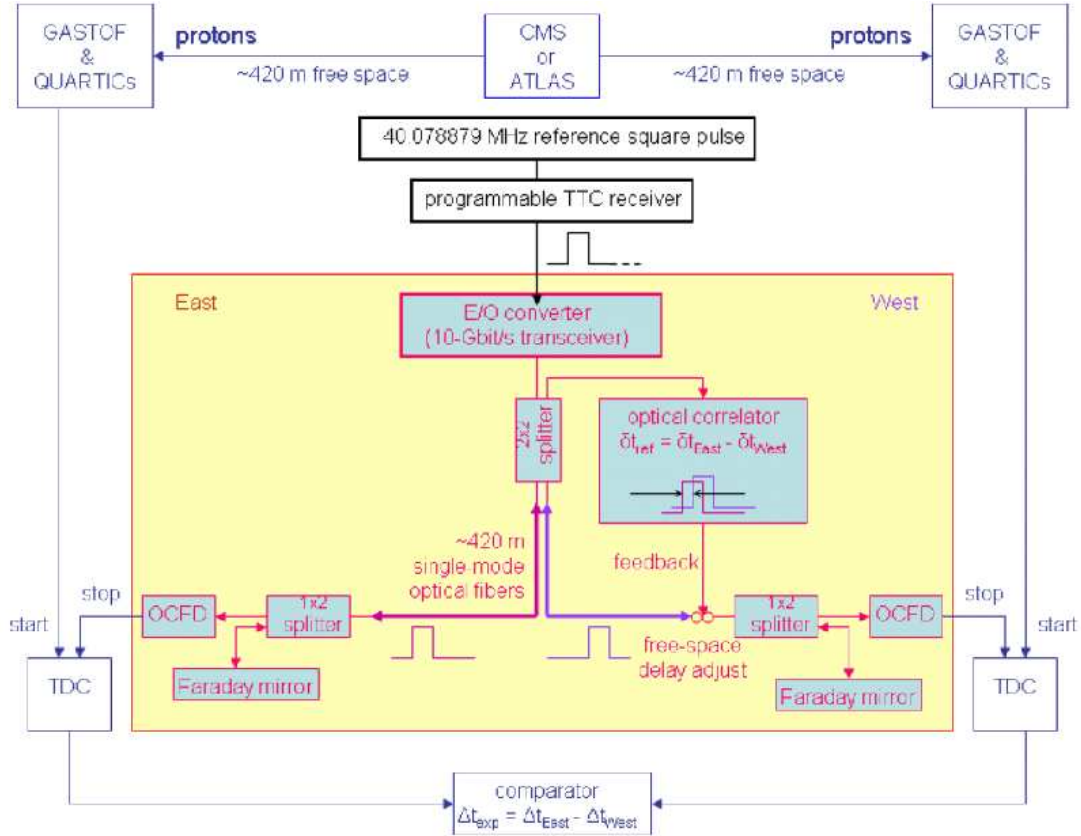 GASTOF
&
QUARTICs
protons
~420 m free space
CMS
or
ATLAS
protons
~420 m free space
GASTOF
&
QUARTICs
40.078879 MHz reference square pulse
programmable TTC receiver
East
West
E/O converter
(10-Gbit/s transceiver)
2x2
splitter
optical correlator
δt_ref = δt_East - δt_West
~420 m
single-mode
optical fibers
feedback
stop
start
OCFD
1x2
splitter
Faraday mirror
free-space
delay adjust
1x2
splitter
OCFD
Faraday mirror
stop
start
TDC
TDC
comparator
Δt_exp = Δt_East - Δt_West